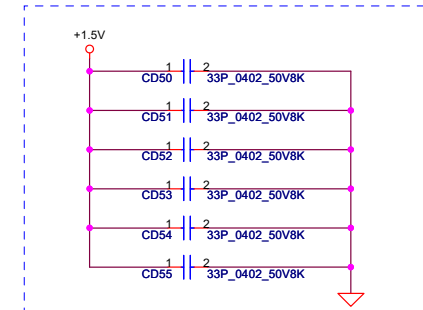 +1.5V
1 2
CD50 33P_0402_50V8K
1 2
CD51 33P_0402_50V8K
1 2
CD52 33P_0402_50V8K
1 2
CD53 33P_0402_50V8K
1 2
CD54 33P_0402_50V8K
1 2
CD55 33P_0402_50V8K